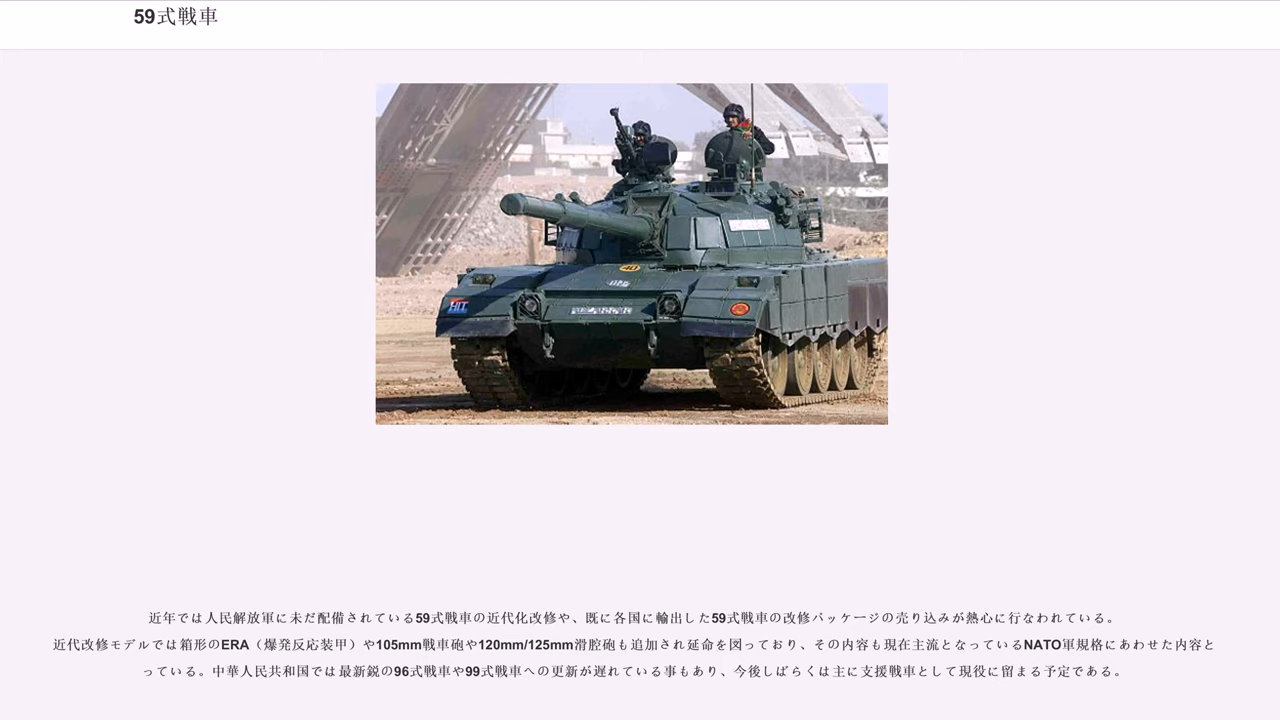 59式戦車
HIT
40
近年では人民解放軍に未だ配備されている59式戦車の近代化改修や、既に各国に輸出した59式戦車の改修パッケージの売り込みが熱心に行なわれている。
近代改修モデルでは箱形のERA（爆発反応装甲）や105mm戦車砲や120mm/125mm滑腔砲も追加され延命を図っており、その内容も現在主流となっているNATO軍規格にあわせた内容と
っている。中華人民共和国では最新鋭の96式戦車や99式戦車への更新が遅れている事もあり、今後しばらくは主に支援戦車として現役に留まる予定である。